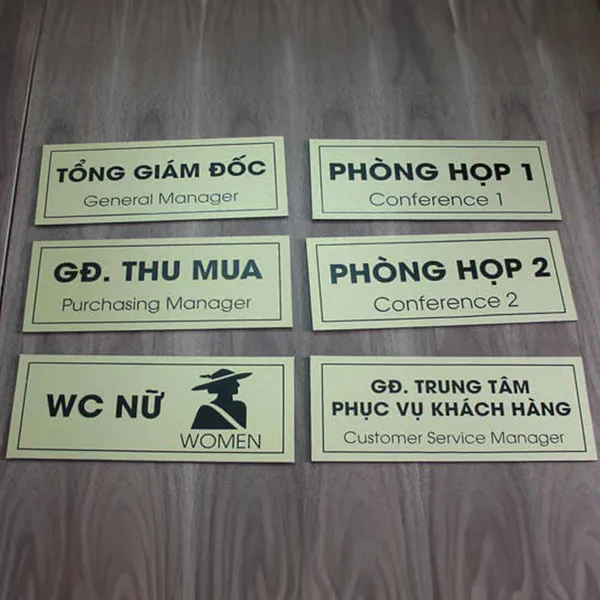 TỔNG GIÁM ĐỐC
General Manager
PHÒNG HỌP 1
Conference 1
GĐ. THU MUA
Purchasing Manager
PHÒNG HỌP 2
Conference 2
WC NỮ
WOMEN
GĐ. TRUNG TÂM
PHỤC VỤ KHÁCH HÀNG
Customer Service Manager